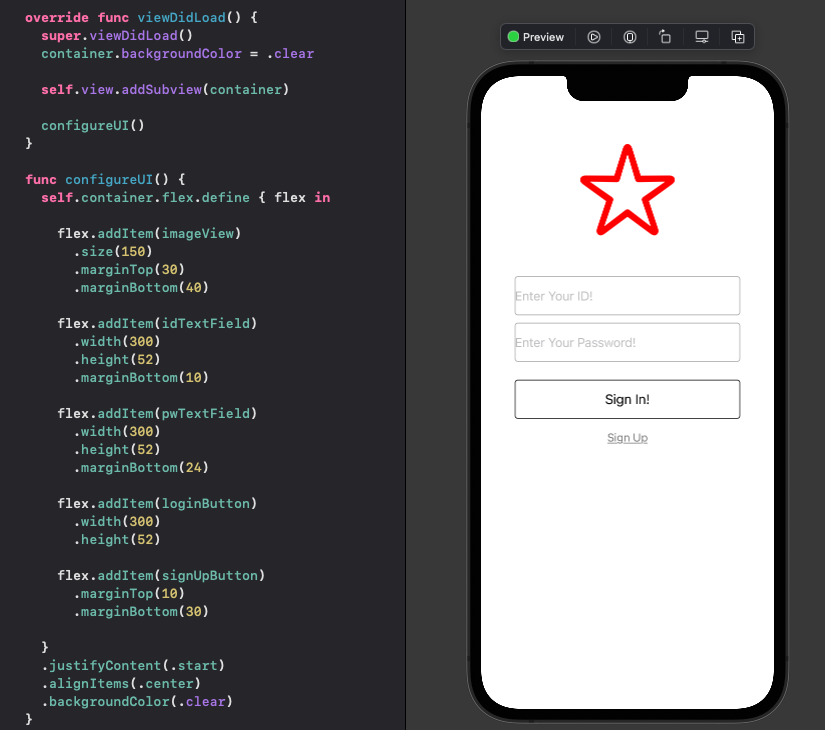 override func viewDidLoad() {
super.viewDidLoad()
container.backgroundColor = .clear
self.view.addSubview(container)
configureUI()
}
func configureUI() {
self.container.flex.define { flex in
flex.addItem(imageView)
.size(150)
.marginTop(30)
.marginBottom(40)
flex.addItem(idTextField)
.width(300)
.height(52)
.marginBottom(10)
flex.addItem(pwTextField)
.width(300)
.height(52)
.marginBottom(24)
flex.addItem(loginButton)
.width(300)
.height(52)
flex.addItem(signUpButton)
.marginTop(10)
.marginBottom(30)
}
.justifyContent(.start)
.alignItems(.center)
.backgroundColor(.clear)
}
Preview
Enter Your ID!
Enter Your Password!
Sign In!
Sign Up